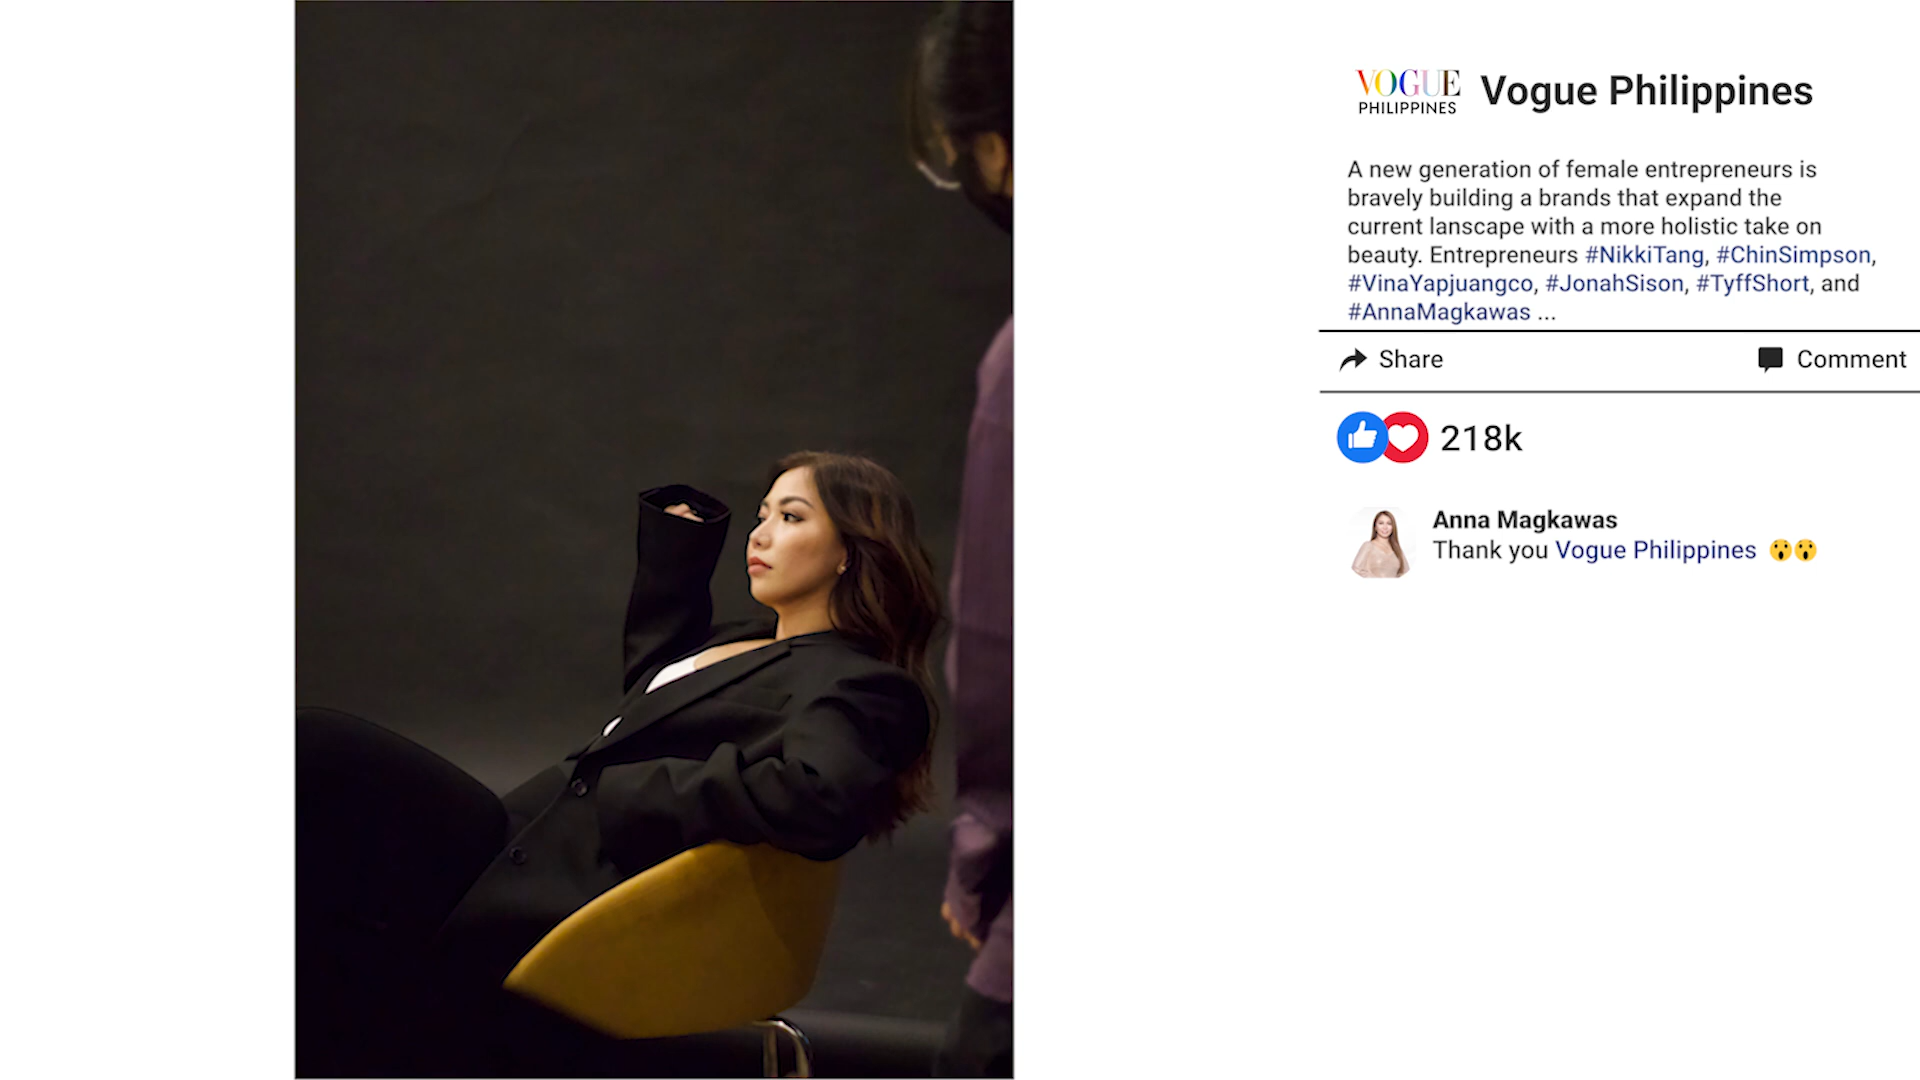 VOGUE
PHILIPPINES
Vogue Philippines
A new generation of female entrepreneurs is
bravely building a brands that expand the
current lanscape with a more holistic take on
beauty. Entrepreneurs #NikkiTang, #ChinSimpson,
#VinaYapjuangco, #JonahSison, #TyffShort, and
#AnnaMagkawas ...
Share
Comment
218k
Anna Magkawas
Thank you Vogue Philippines 😮😮